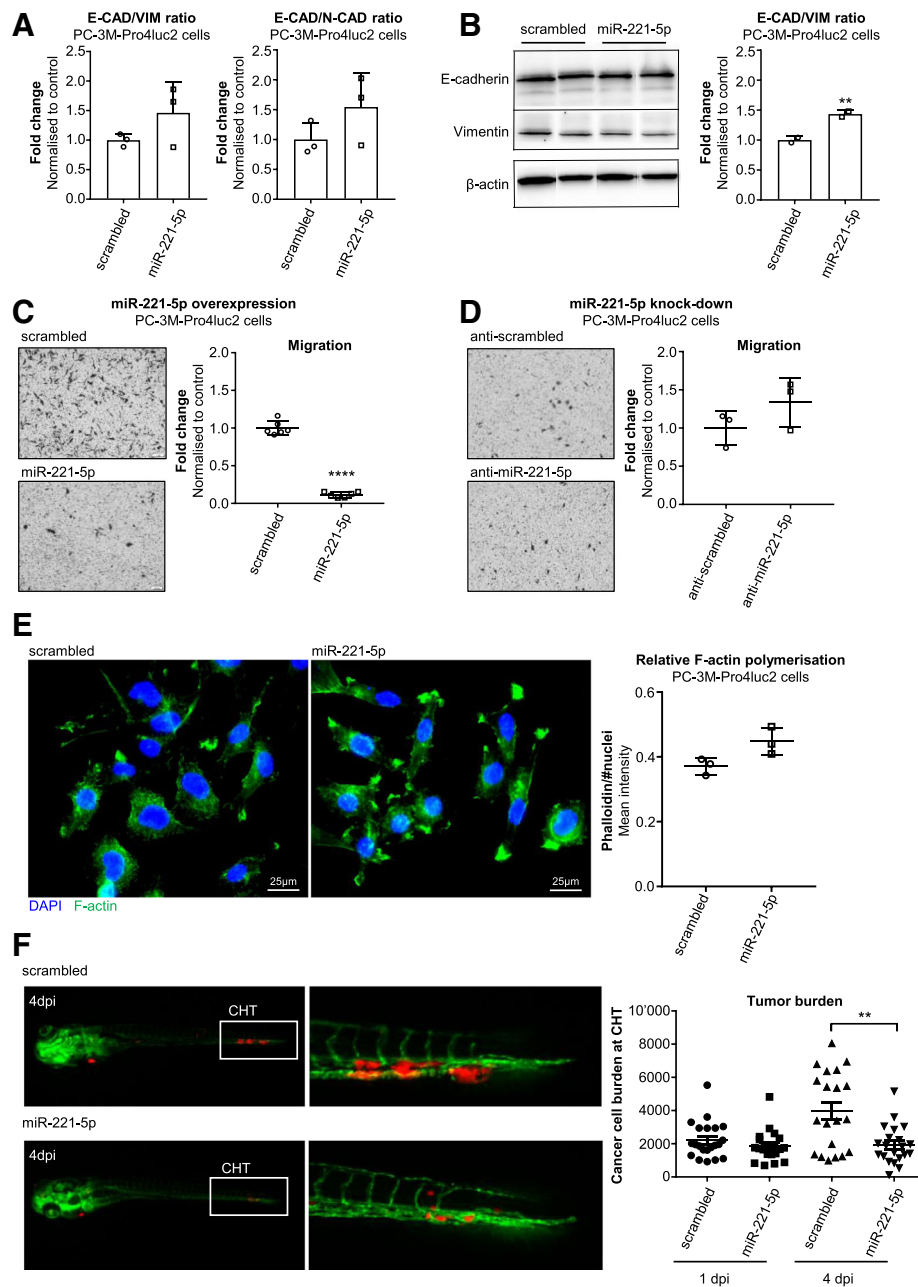 A
E-CAD/VIM ratio
PC-3M-Pro4luc2 cells
Fold change
Normalised to control
2.5
2.0
1.5
1.0
0.5
0.0
scrambled
miR-221-5p
E-CAD/N-CAD ratio
PC-3M-Pro4luc2 cells
Fold change
Normalised to control
2.5
2.0
1.5
1.0
0.5
0.0
scrambled
miR-221-5p
B
scrambled
miR-221-5p
E-cadherin
Vimentin
β-actin
E-CAD/VIM ratio
PC-3M-Pro4luc2 cells
Fold change
Normalised to control
2.5
2.0
1.5
1.0
0.5
0.0
**
scrambled
miR-221-5p
C
miR-221-5p overexpression
PC-3M-Pro4luc2 cells
scrambled
miR-221-5p
Migration
Fold change
Normalised to control
2.0
1.5
1.0
0.5
0.0
****
scrambled
miR-221-5p
D
miR-221-5p knock-down
PC-3M-Pro4luc2 cells
anti-scrambled
anti-miR-221-5p
Migration
Fold change
Normalised to control
2.0
1.5
1.0
0.5
0.0
anti-scrambled
anti-miR-221-5p
E
scrambled
miR-221-5p
25µm
25µm
DAPI F-actin
Relative F-actin polymerisation
PC-3M-Pro4luc2 cells
Phalloidin/#nuclei
Mean intensity
0.6
0.4
0.2
0.0
scrambled
miR-221-5p
F
scrambled
4dpi
CHT
miR-221-5p
4dpi
CHT
Tumor burden
Cancer cell burden at CHT
10'000
8000
6000
4000
2000
0
**
scrambled
miR-221-5p
scrambled
miR-221-5p
1 dpi
4 dpi